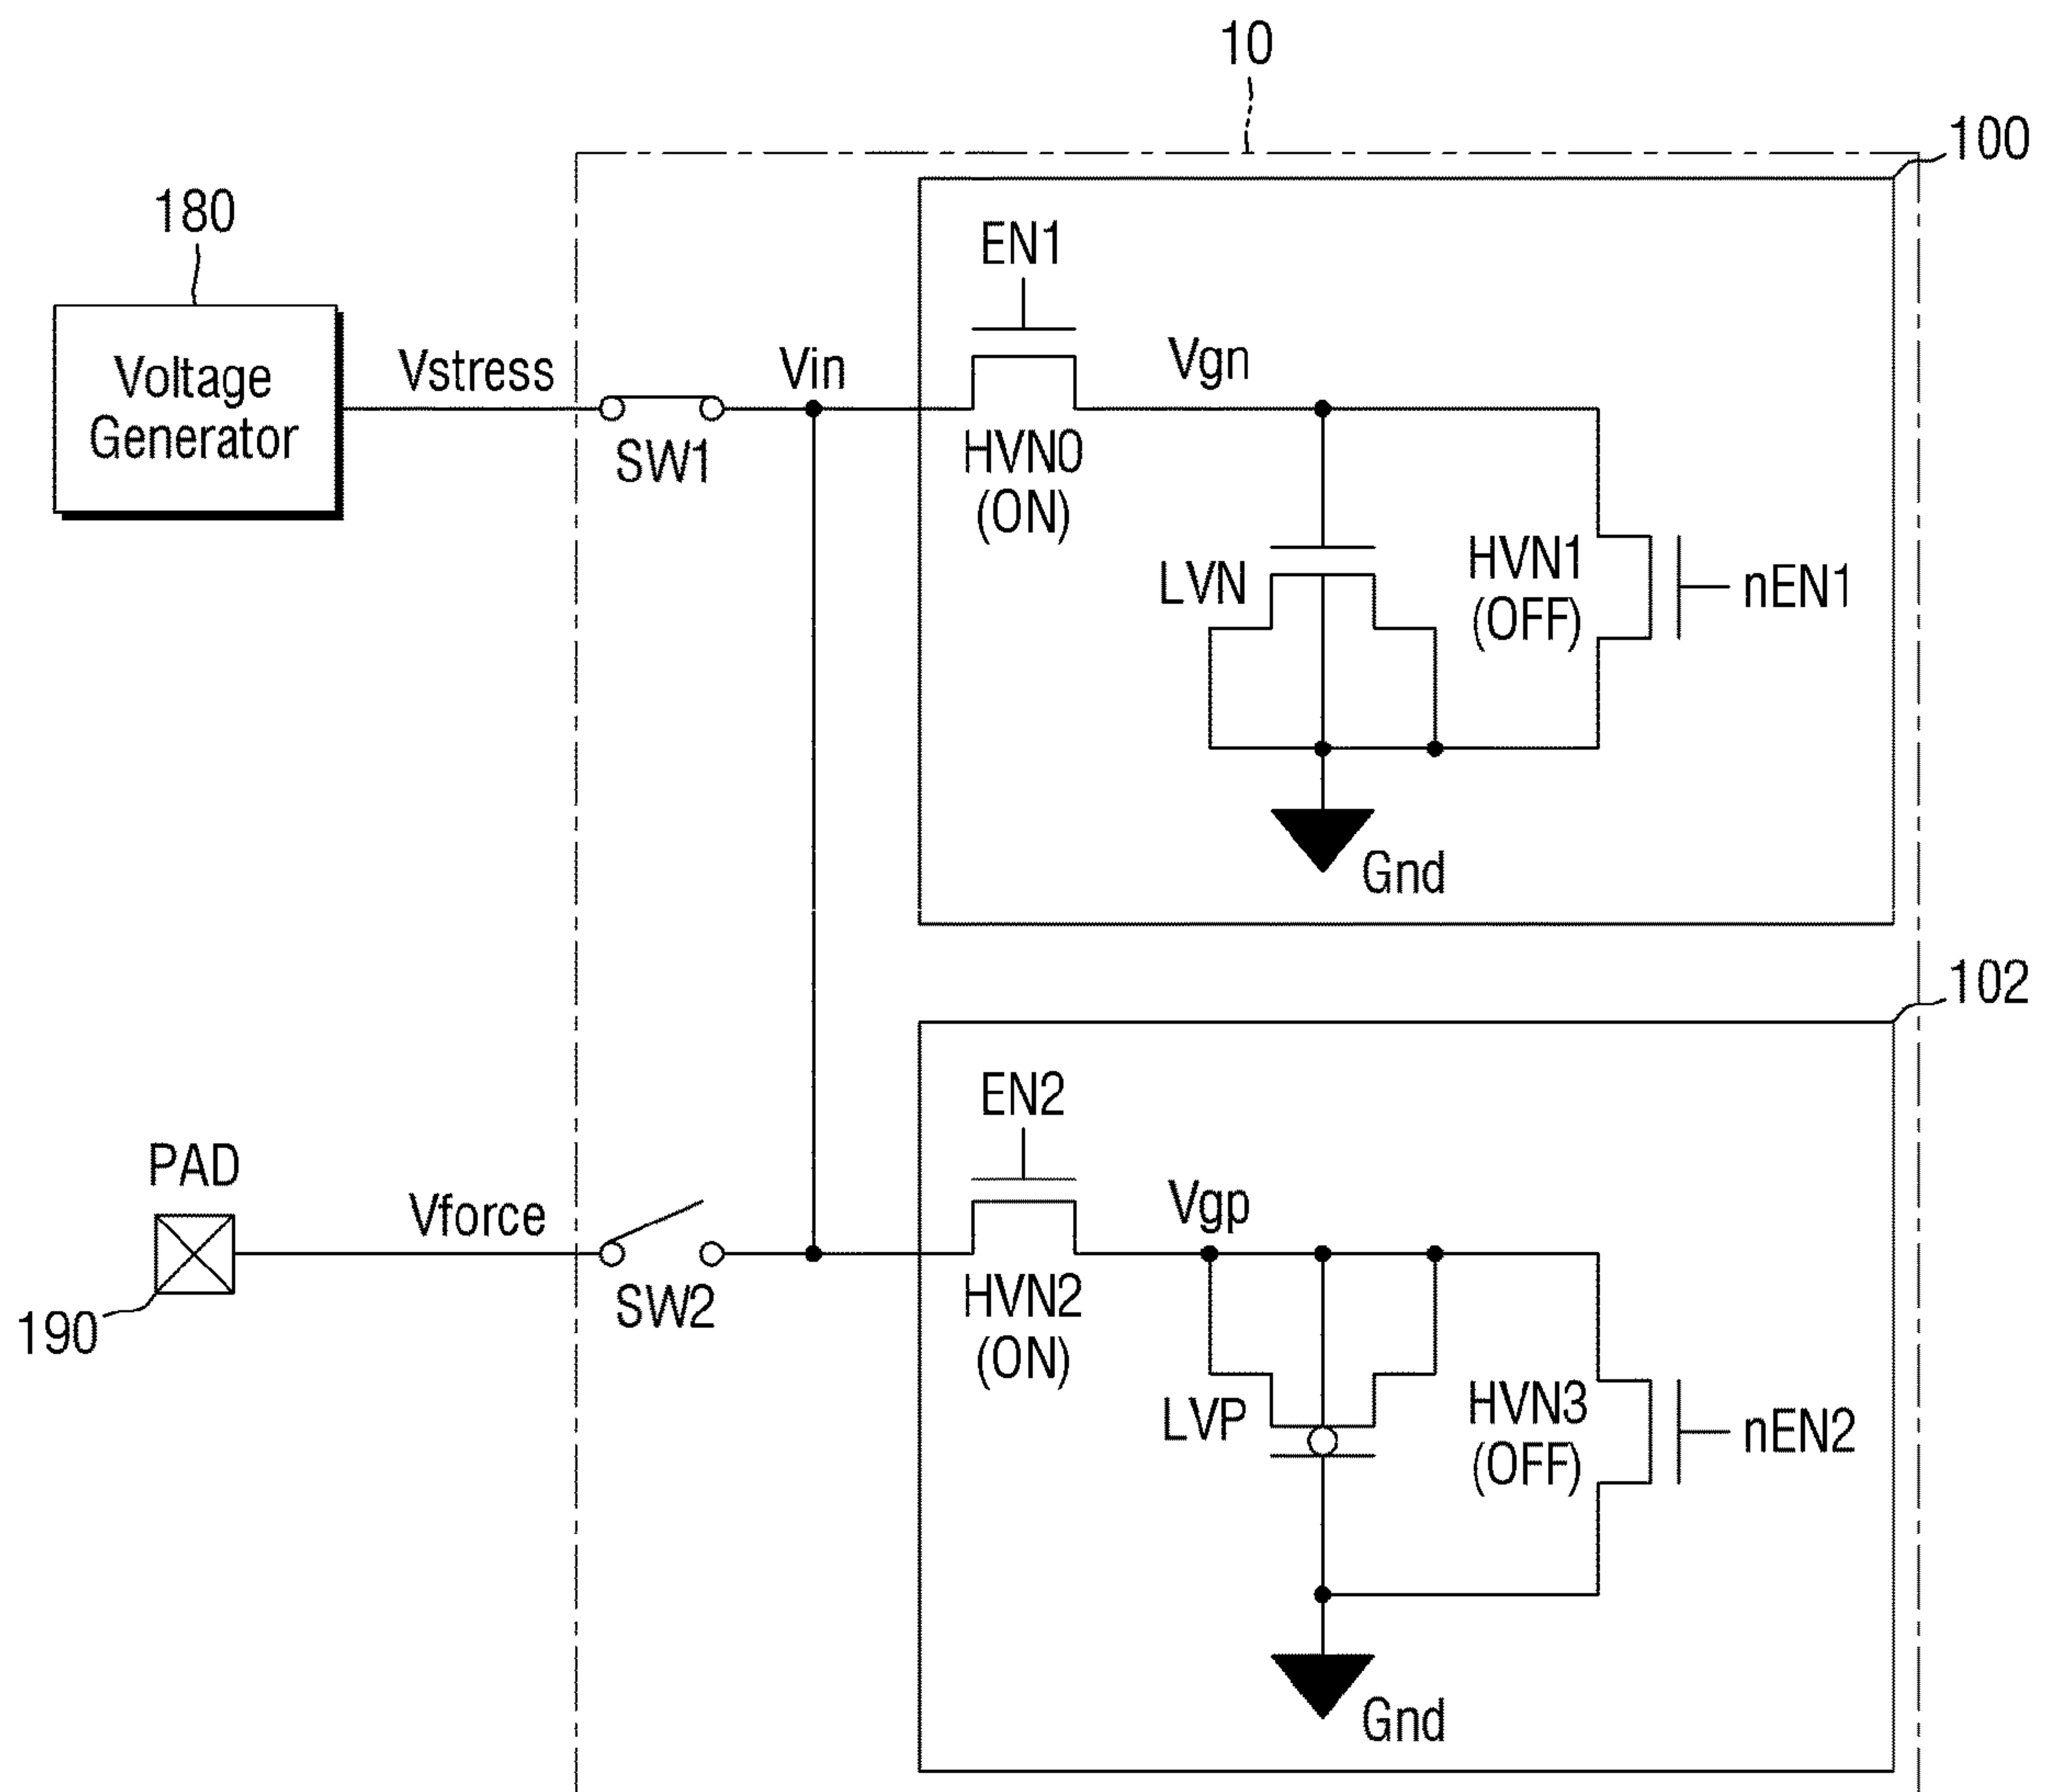 10
100
180
EN1
Voltage
Generator
Vstress
Vin
Vgn
SW1
HVN0
(ON)
LVN
HVN1
(OFF)
nEN1
Gnd
102
EN2
PAD
Vforce
Vgp
190
SW2
HVN2
(ON)
LVP
HVN3
(OFF)
nEN2
Gnd